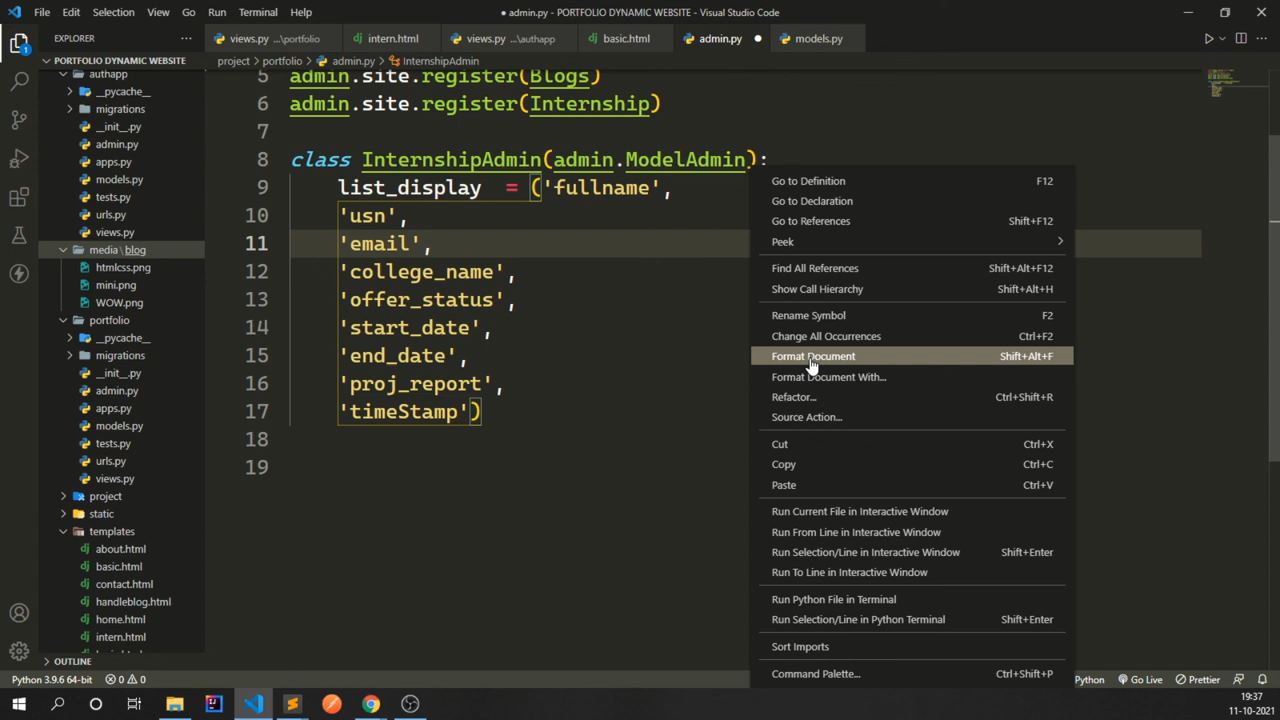 File Edit Selection View Go Run Terminal Help
● admin.py - PORTFOLIO DYNAMIC WEBSITE - Visual Studio Code
EXPLORER
views.py ...\portfolio
intern.html
views.py ...\authapp
basic.html
admin.py
models.py
PORTFOLIO DYNAMIC WEBSITE
project > portfolio > admin.py > InternshipAdmin
authapp
__pycache__
migrations
__init__.py
admin.py
apps.py
models.py
tests.py
urls.py
views.py
media\blog
htmlcss.png
mini.png
WOW.png
portfolio
__pycache__
migrations
__init__.py
admin.py
apps.py
models.py
tests.py
urls.py
views.py
project
static
templates
about.html
basic.html
contact.html
handleblog.html
home.html
intern.html
OUTLINE
5 admin.site.register(Blogs)
6 admin.site.register(Internship)
7
8 class InternshipAdmin(admin.ModelAdmin):
9 list_display = ('fullname',
10 'usn',
11 'email',
12 'college_name',
13 'offer_status',
14 'start_date',
15 'end_date',
16 'proj_report',
17 'timeStamp')
18
19
Go to Definition F12
Go to Declaration
Go to References Shift+F12
Peek
Find All References Shift+Alt+F12
Show Call Hierarchy Shift+Alt+H
Rename Symbol F2
Change All Occurrences Ctrl+F2
Format Document Shift+Alt+F
Format Document With...
Refactor... Ctrl+Shift+R
Source Action...
Cut Ctrl+X
Copy Ctrl+C
Paste Ctrl+V
Run Current File in Interactive Window
Run From Line in Interactive Window
Run Selection/Line in Interactive Window Shift+Enter
Run To Line in Interactive Window
Run Python File in Terminal
Run Selection/Line in Python Terminal Shift+Enter
Sort Imports
Command Palette... Ctrl+Shift+P
Python 3.9.6 64-bit 0 0
Python Go Live Prettier
19:37
11-10-2021